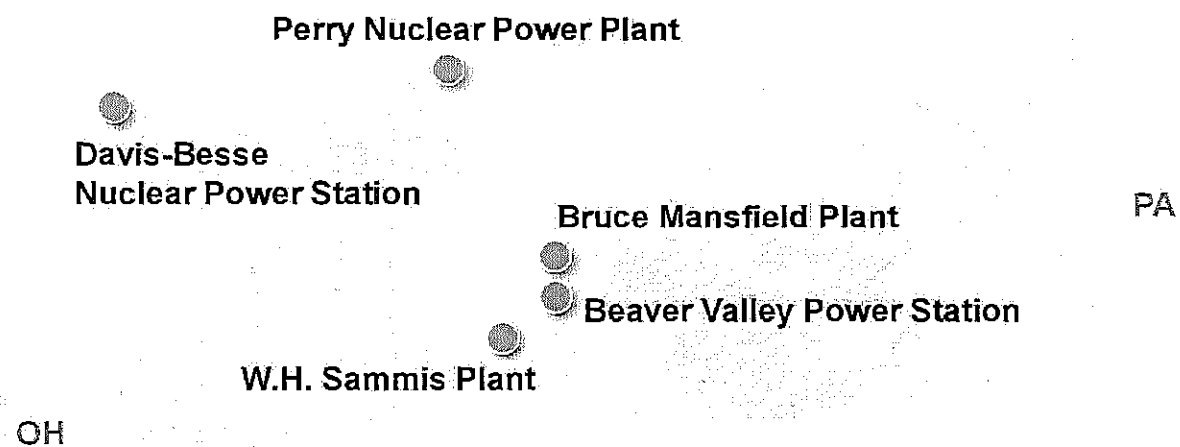 Perry Nuclear Power Plant
Davis-Besse
Nuclear Power Station
PA
Bruce Mansfield Plant
Beaver Valley Power Station
W.H. Sammis Plant
OH